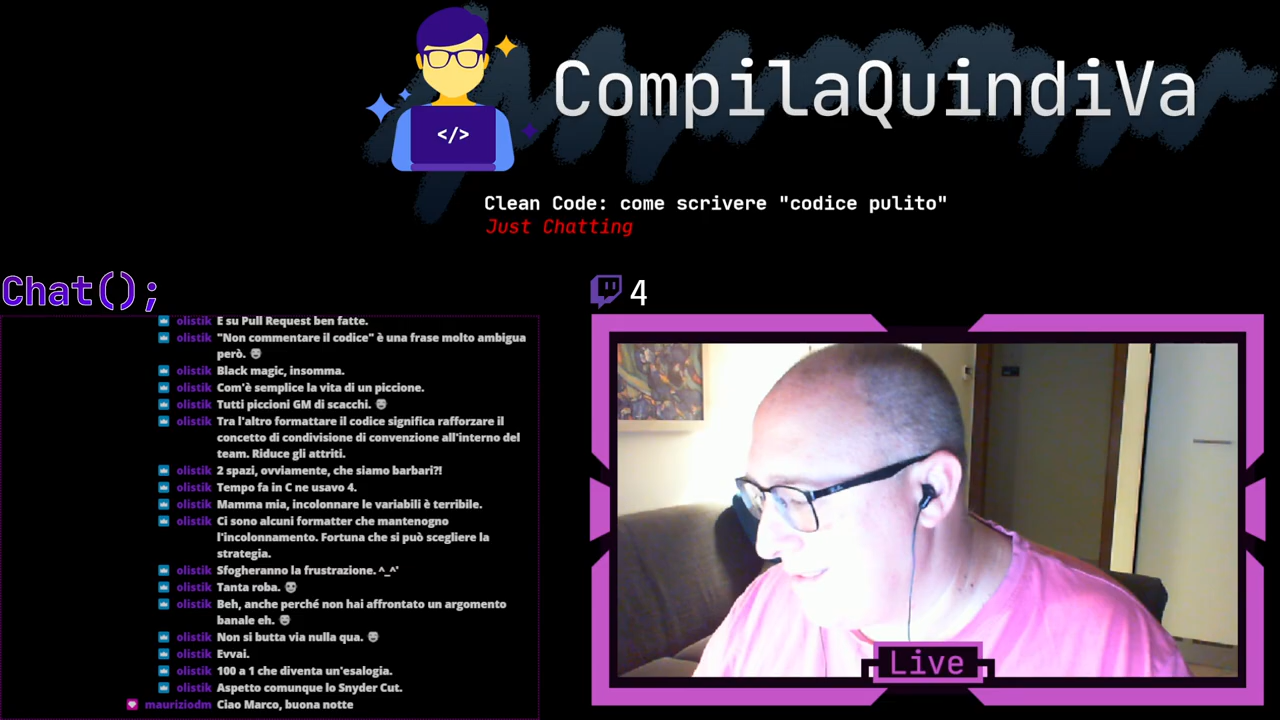 CompilaQuindiVa
</>
Clean Code: come scrivere "codice pulito"
Just Chatting
Chat();
4
olistik E su Pull Request ben fatte.
olistik "Non commentare il codice" è una frase molto ambigua
però.
olistik Black magic, insomma.
olistik Com'è semplice la vita di un piccione.
olistik Tutti piccioni GM di scacchi.
olistik Tra l'altro formattare il codice significa rafforzare il
concetto di condivisione di convenzione all'interno del
team. Riduce gli attriti.
olistik 2 spazi, ovviamente, che siamo barbari?!
olistik Tempo fa in C ne usavo 4.
olistik Mamma mia, incolonnare le variabili è terribile.
olistik Ci sono alcuni formatter che mantenogno
l'incolonnamento. Fortuna che si può scegliere la
strategia.
olistik Sfogheranno la frustrazione. ^_^'
olistik Tanta roba.
olistik Beh, anche perché non hai affrontato un argomento
banale eh.
olistik Non si butta via nulla qua.
olistik Evvai.
olistik 100 a 1 che diventa un'esalogia.
olistik Aspetto comunque lo Snyder Cut.
mauriziodm Ciao Marco, buona notte
Live